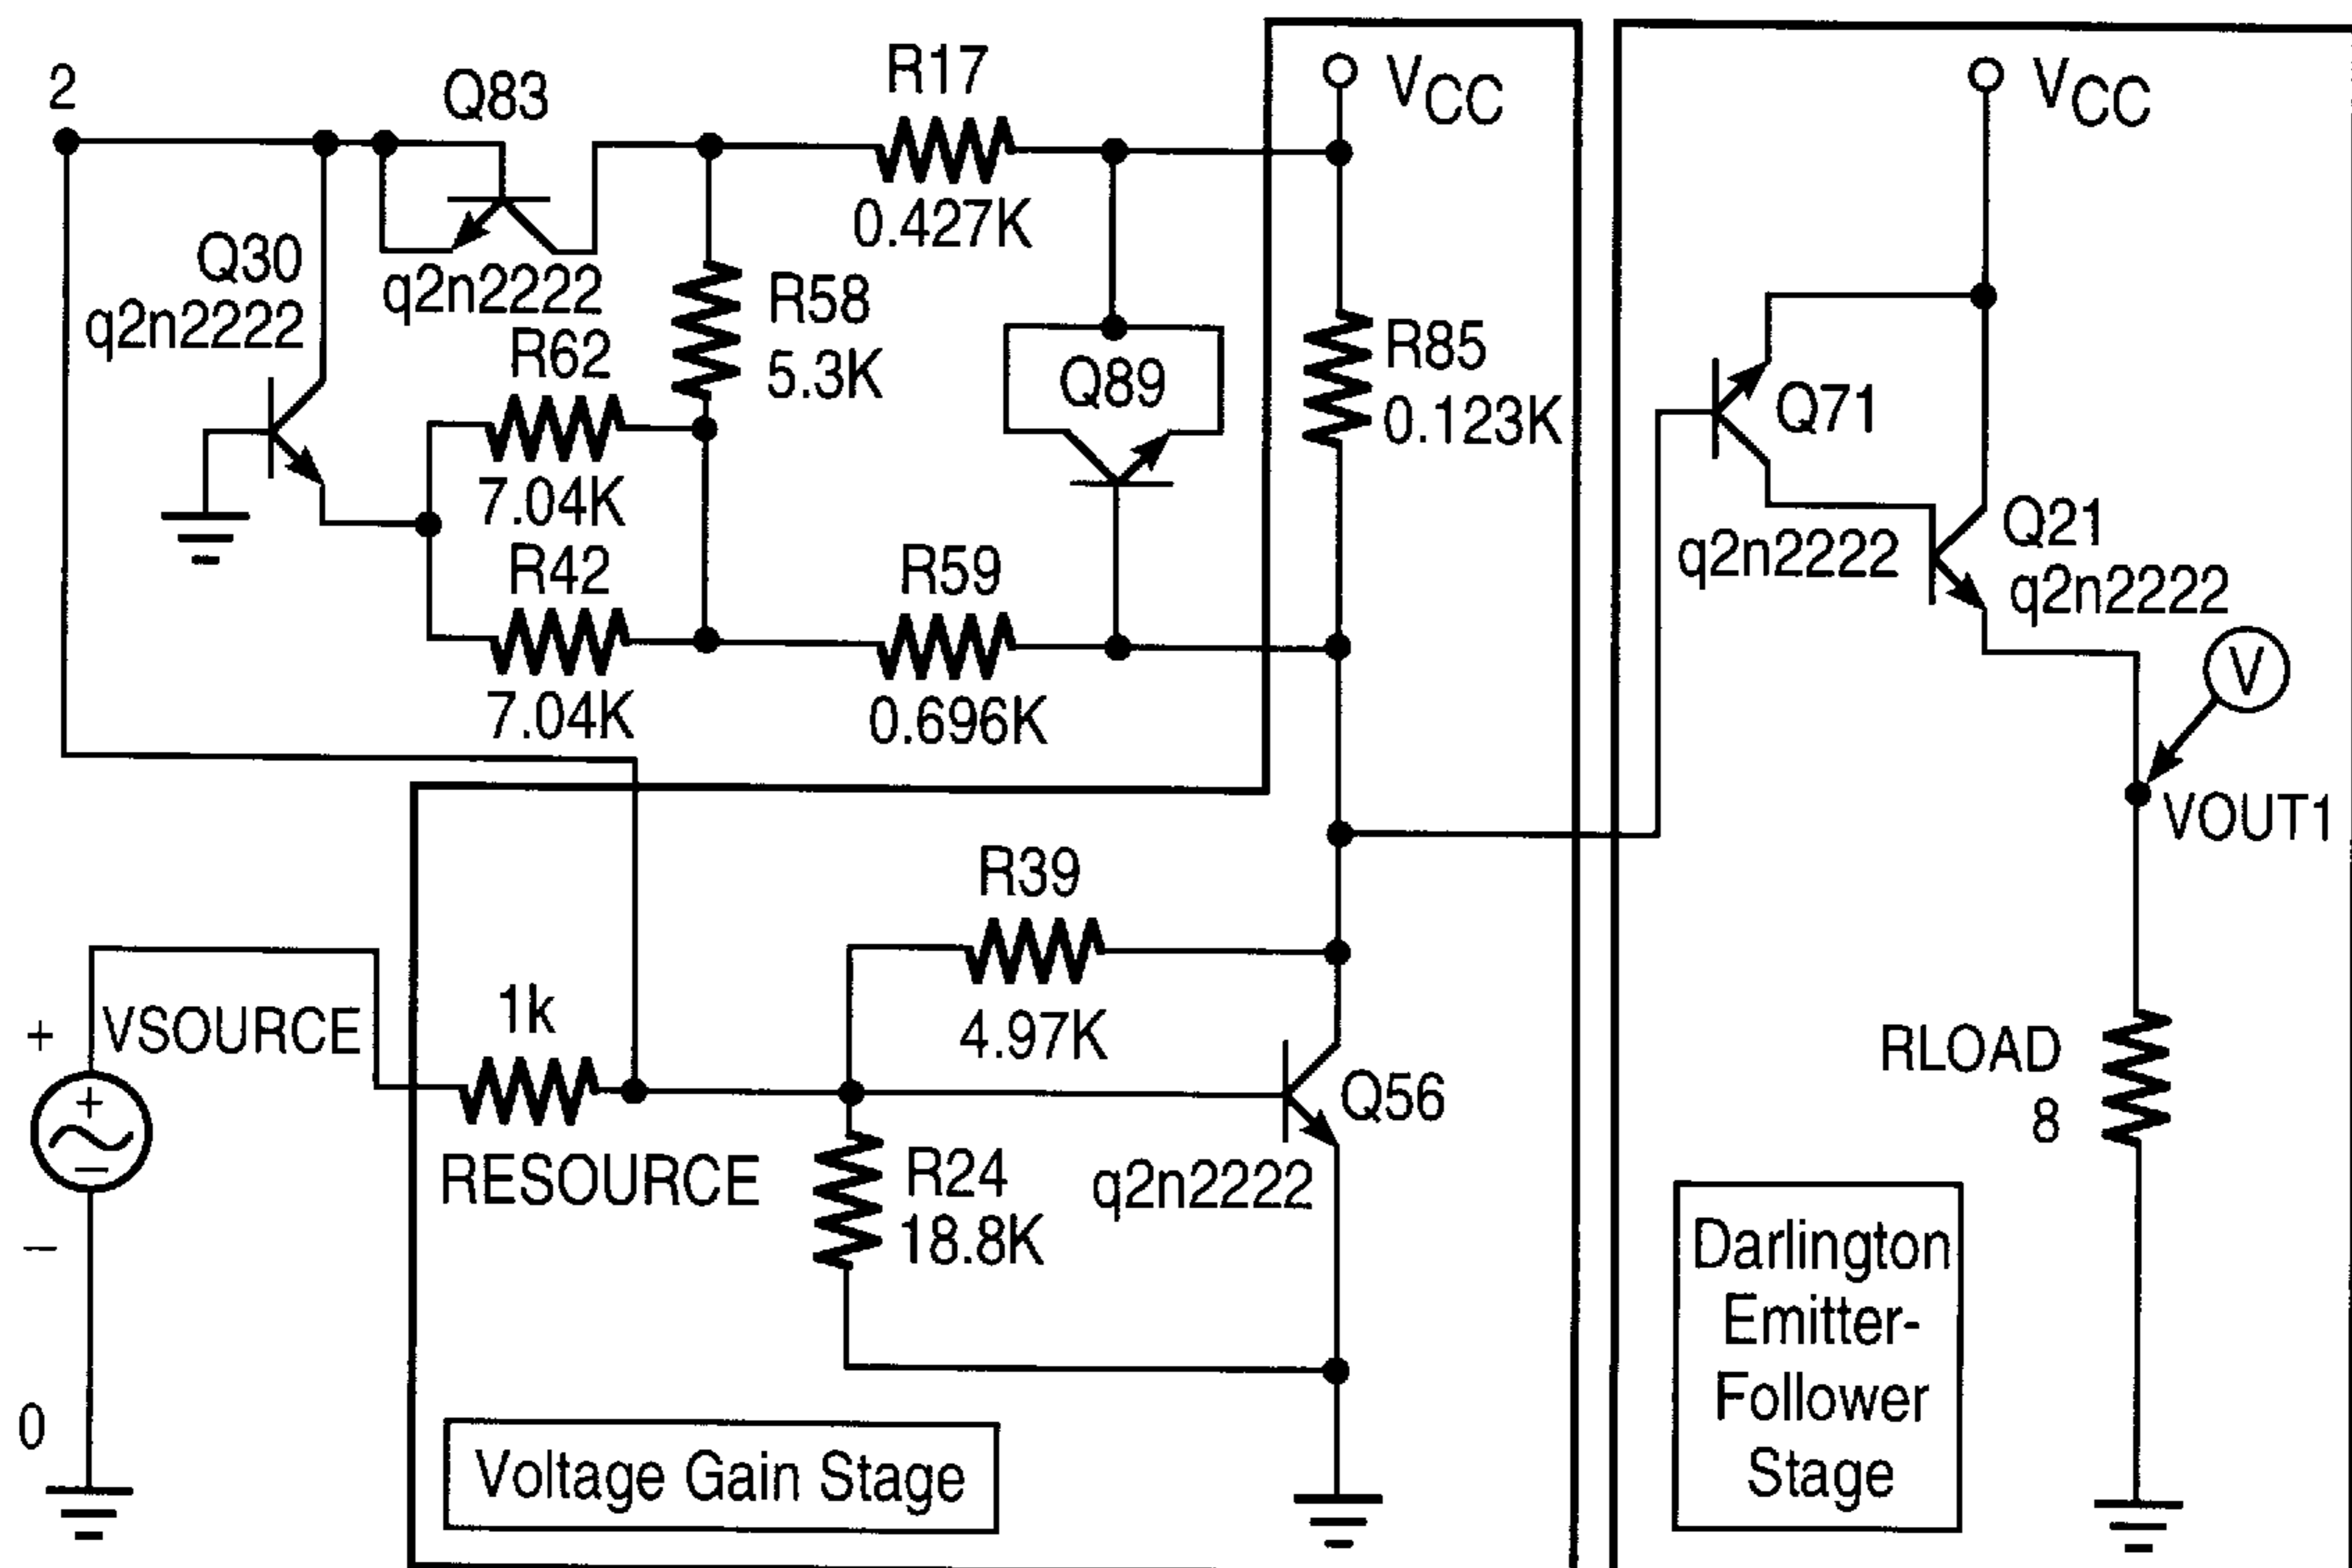 2
Q83
R17
0.427K
VCC
VCC
Q30
q2n2222
q2n2222
R62
7.04K
R58
5.3K
Q89
R85
0.123K
Q71
q2n2222
Q21
q2n2222
R42
7.04K
R59
0.696K
V
VOUT1
R39
4.97K
+
VSOURCE
1k
RESOURCE
+
−
Q56
q2n2222
R24
18.8K
RLOAD
8
−
0
Voltage Gain Stage
Darlington
Emitter-
Follower
Stage